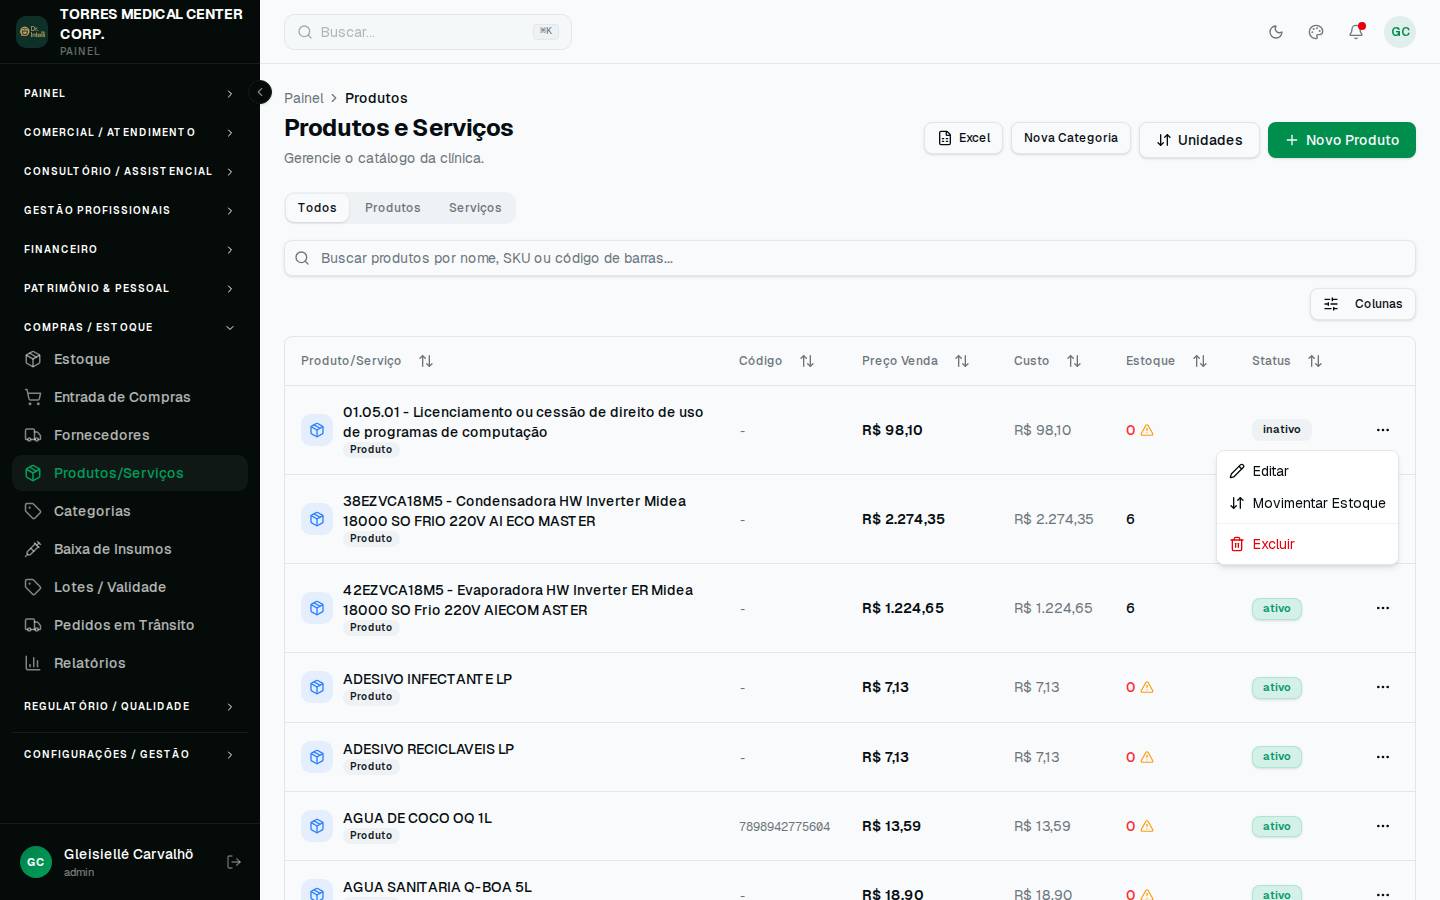 Dr. Intelli
TORRES MEDICAL CENTER
CORP.
PAINEL
PAINEL
COMERCIAL / ATENDIMENTO
CONSULTÓRIO / ASSISTENCIAL
GESTÃO PROFISSIONAIS
FINANCEIRO
PATRIMÔNIO & PESSOAL
COMPRAS / ESTOQUE
Estoque
Entrada de Compras
Fornecedores
Produtos/Serviços
Categorias
Baixa de Insumos
Lotes / Validade
Pedidos em Trânsito
Relatórios
REGULATÓRIO / QUALIDADE
CONFIGURAÇÕES / GESTÃO
GC
Gleisiellé Carvalhö
admin
Buscar...
⌘K
GC
Painel
Produtos
Produtos e Serviços
Gerencie o catálogo da clínica.
Excel
Nova Categoria
Unidades
Novo Produto
Todos
Produtos
Serviços
Buscar produtos por nome, SKU ou código de barras...
Colunas
Produto/Serviço Código Preço Venda Custo Estoque Status
01.05.01 - Licenciamento ou cessão de direito de uso
de programas de computação
Produto
- R$ 98,10 R$ 98,10 0 inativo
Editar
Movimentar Estoque
Excluir
38EZVCA18M5 - Condensadora HW Inverter Midea
18000 SO FRIO 220V AI ECO MASTER
Produto
- R$ 2.274,35 R$ 2.274,35 6
42EZVCA18M5 - Evaporadora HW Inverter ER Midea
18000 SO Frio 220V AIECOM ASTER
Produto
- R$ 1.224,65 R$ 1.224,65 6 ativo
ADESIVO INFECTANTE LP
Produto
- R$ 7,13 R$ 7,13 0 ativo
ADESIVO RECICLAVEIS LP
Produto
- R$ 7,13 R$ 7,13 0 ativo
AGUA DE COCO OQ 1L
Produto
7898942775604 R$ 13,59 R$ 13,59 0 ativo
AGUA SANITARIA Q-BOA 5L
- R$ 18,90 R$ 18,90 0 ativo